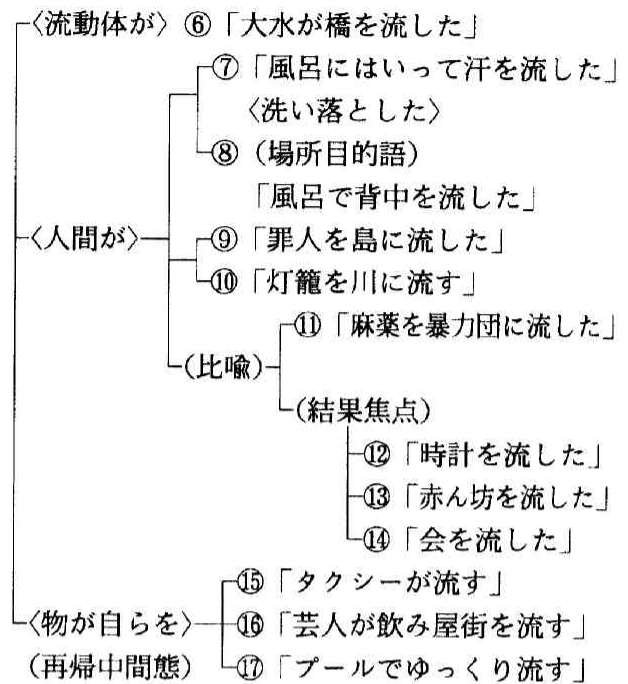 〈流動体が〉⑥「大水が橋を流した」
⑦「風呂にはいって汗を流した」
〈洗い落とした〉
⑧（場所目的語）
「風呂で背中を流した」
〈人間が〉
⑨「罪人を島に流した」
⑩「灯籠を川に流す」
⑪「麻薬を暴力団に流した」
(比喩)
(結果焦点)
⑫「時計を流した」
⑬「赤ん坊を流した」
⑭「会を流した」
⑮「タクシーが流す」
〈物が自らを〉⑯「芸人が飲み屋街を流す」
(再帰中間態)⑰「プールでゆっくり流す」